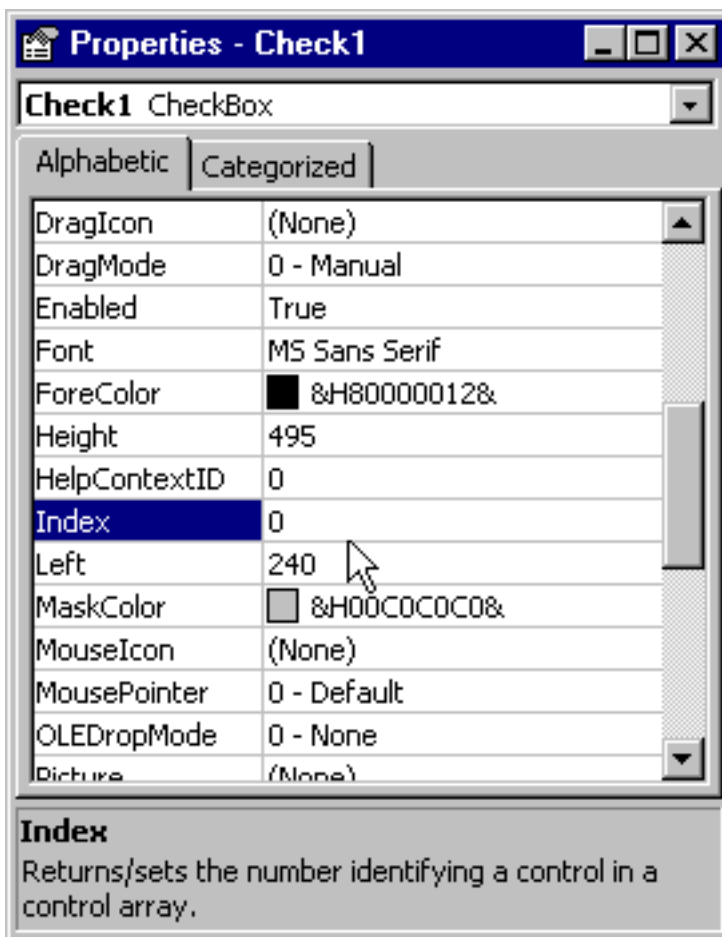 Properties - Check1
Check1 CheckBox
Alphabetic Categorized
DragIcon (None)
DragMode 0 - Manual
Enabled True
Font MS Sans Serif
ForeColor &H80000012&
Height 495
HelpContextID 0
Index 0
Left 240
MaskColor &H00C0C0C0&
MouseIcon (None)
MousePointer 0 - Default
OLEDropMode 0 - None
Picture (None)
Index
Returns/sets the number identifying a control in a
control array.